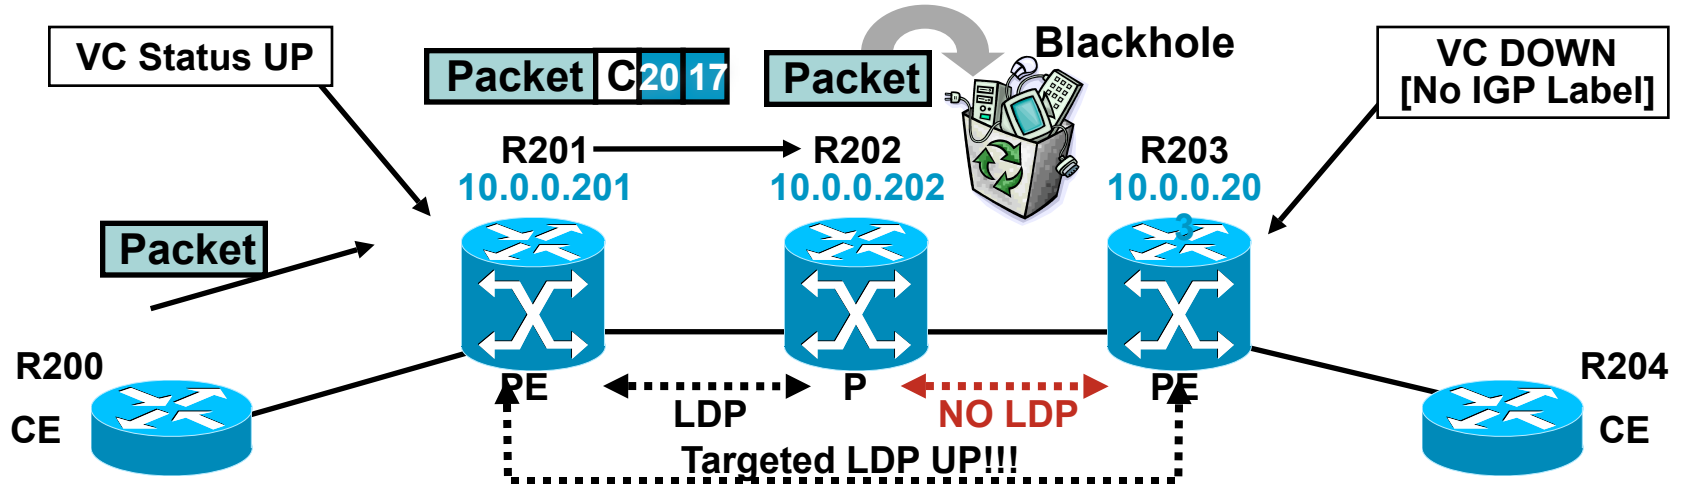 VC Status UP
Packet C 20 17
Packet
Blackhole
VC DOWN
[No IGP Label]
R201
10.0.0.201
R202
10.0.0.202
R203
10.0.0.20
3
Packet
R200
CE
PE
P
PE
R204
CE
LDP
NO LDP
Targeted LDP UP!!!